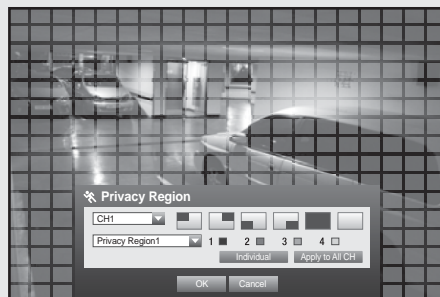 Privacy Region
CH1
Privacy Region1 1 2 3 4
Individual Apply to All CH
OK Cancel